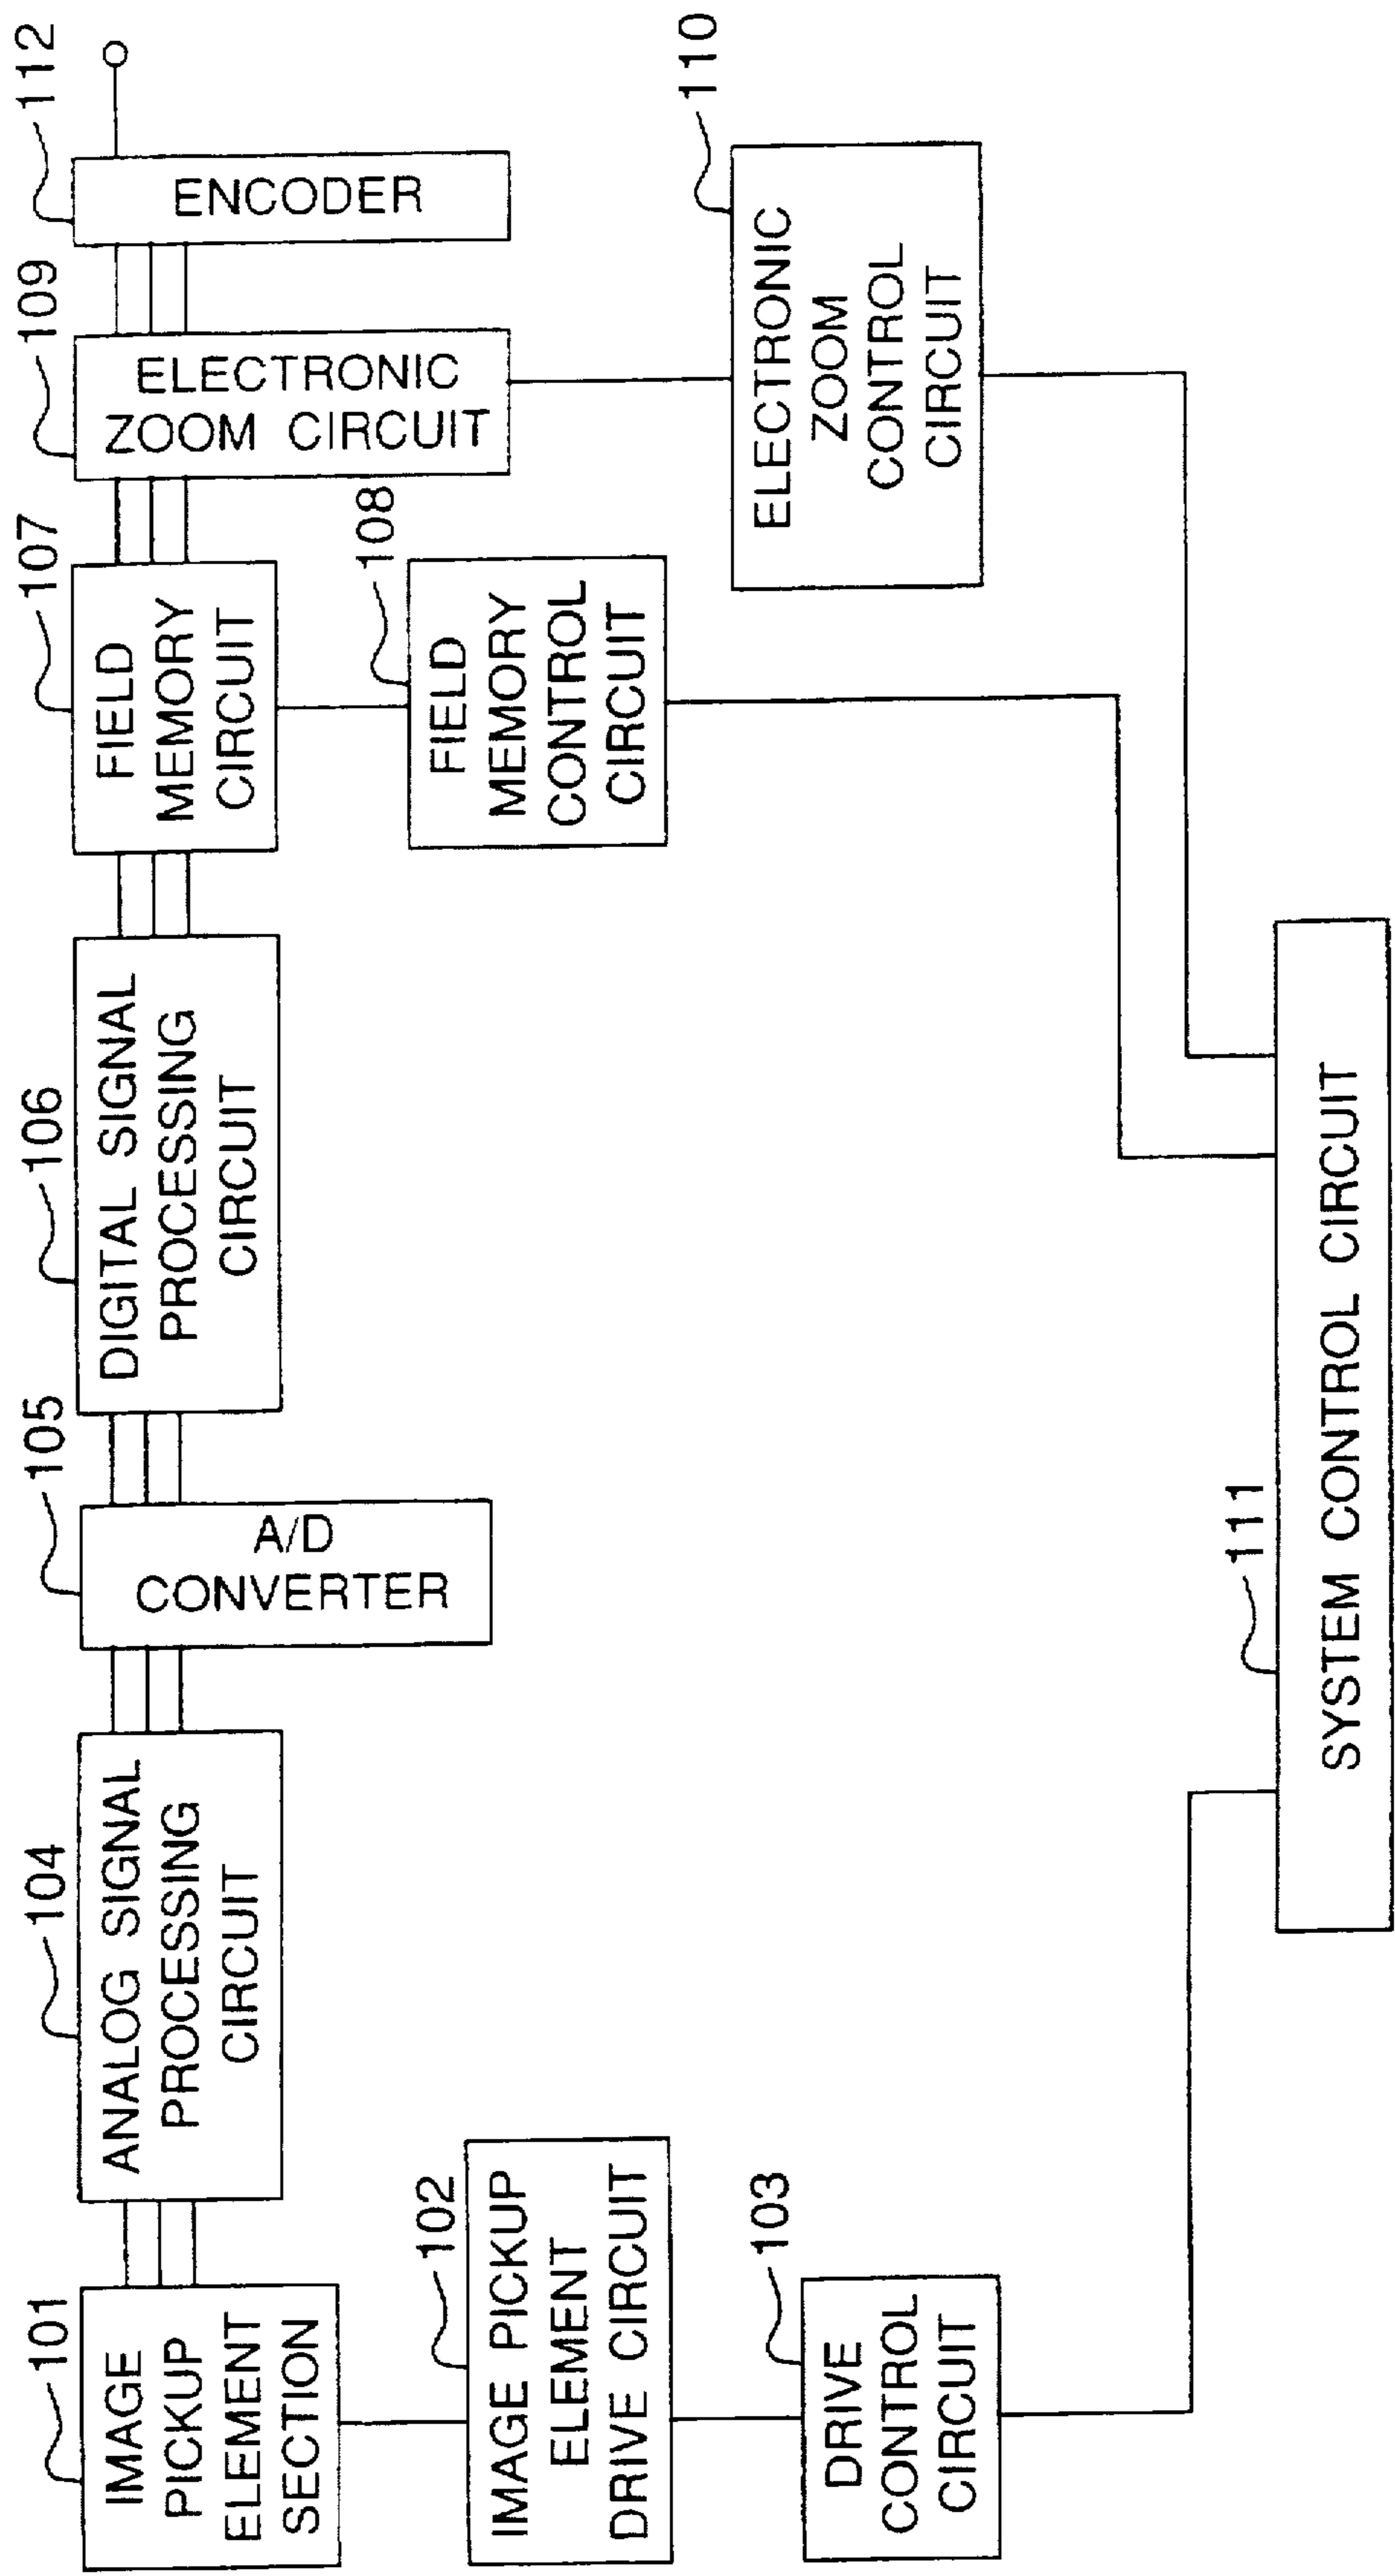 101
IMAGE
PICKUP
ELEMENT
SECTION
104
ANALOG SIGNAL
PROCESSING
CIRCUIT
105
A/D
CONVERTER
106
DIGITAL SIGNAL
PROCESSING
CIRCUIT
107
FIELD
MEMORY
CIRCUIT
109
ELECTRONIC
ZOOM CIRCUIT
112
ENCODER
102
IMAGE PICKUP
ELEMENT
DRIVE CIRCUIT
108
FIELD
MEMORY
CONTROL
CIRCUIT
103
DRIVE
CONTROL
CIRCUIT
110
ELECTRONIC
ZOOM
CONTROL
CIRCUIT
111
SYSTEM CONTROL CIRCUIT